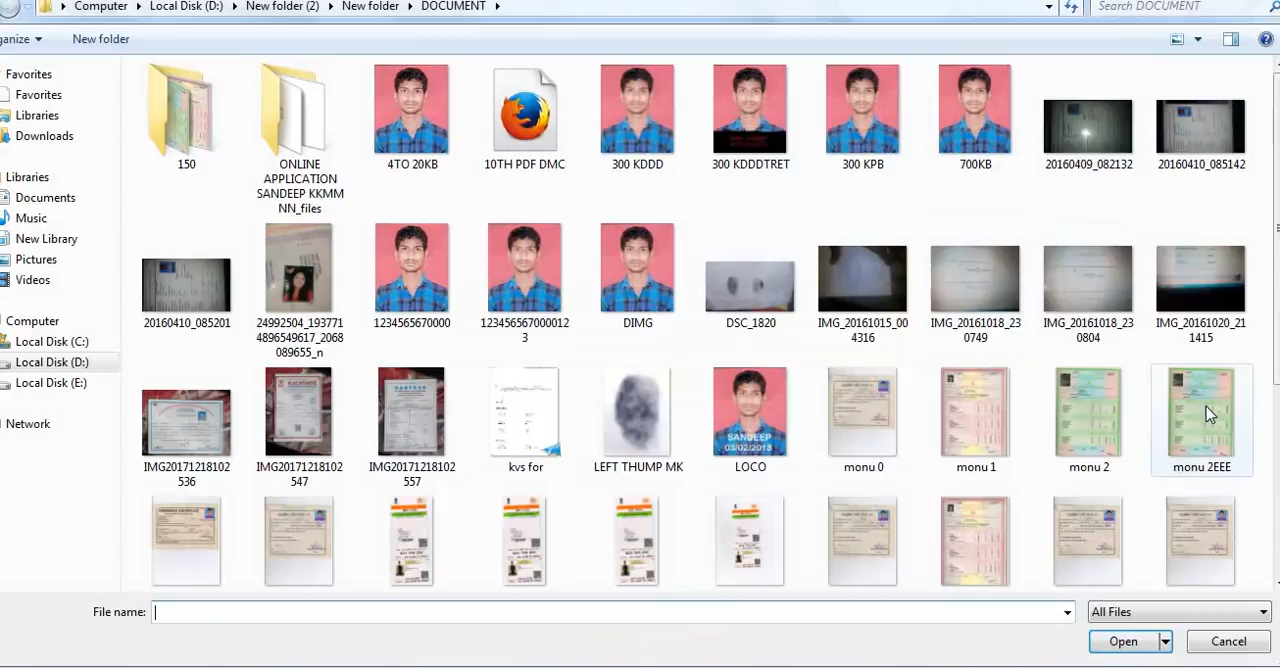 Computer ▸ Local Disk (D:) ▸ New folder (2) ▸ New folder ▸ DOCUMENT ▸
Search DOCUMENT
anize ▾
New folder
Favorites
Favorites
Libraries
Downloads
Libraries
Documents
Music
New Library
Pictures
Videos
Computer
Local Disk (C:)
Local Disk (D:)
Local Disk (E:)
Network
150
ONLINE
APPLICATION
SANDEEP KKMM
NN_files
4TO 20KB
10TH PDF DMC
300 KDDD
300 KDDDTRET
300 KPB
700KB
20160409_082132
20160410_085142
20160410_085201
24992504_193771
4896549617_2068
089655_n
1234565670000
123456567000012
3
DIMG
DSC_1820
IMG_20161015_00
4316
IMG_20161018_23
0749
IMG_20161018_23
0804
IMG_20161020_21
1415
IMG20171218102
536
IMG20171218102
547
IMG20171218102
557
kvs for
LEFT THUMP MK
SANDEEP
03/02/2018
LOCO
monu 0
monu 1
monu 2
monu 2EEE
File name:
All Files
Open
Cancel